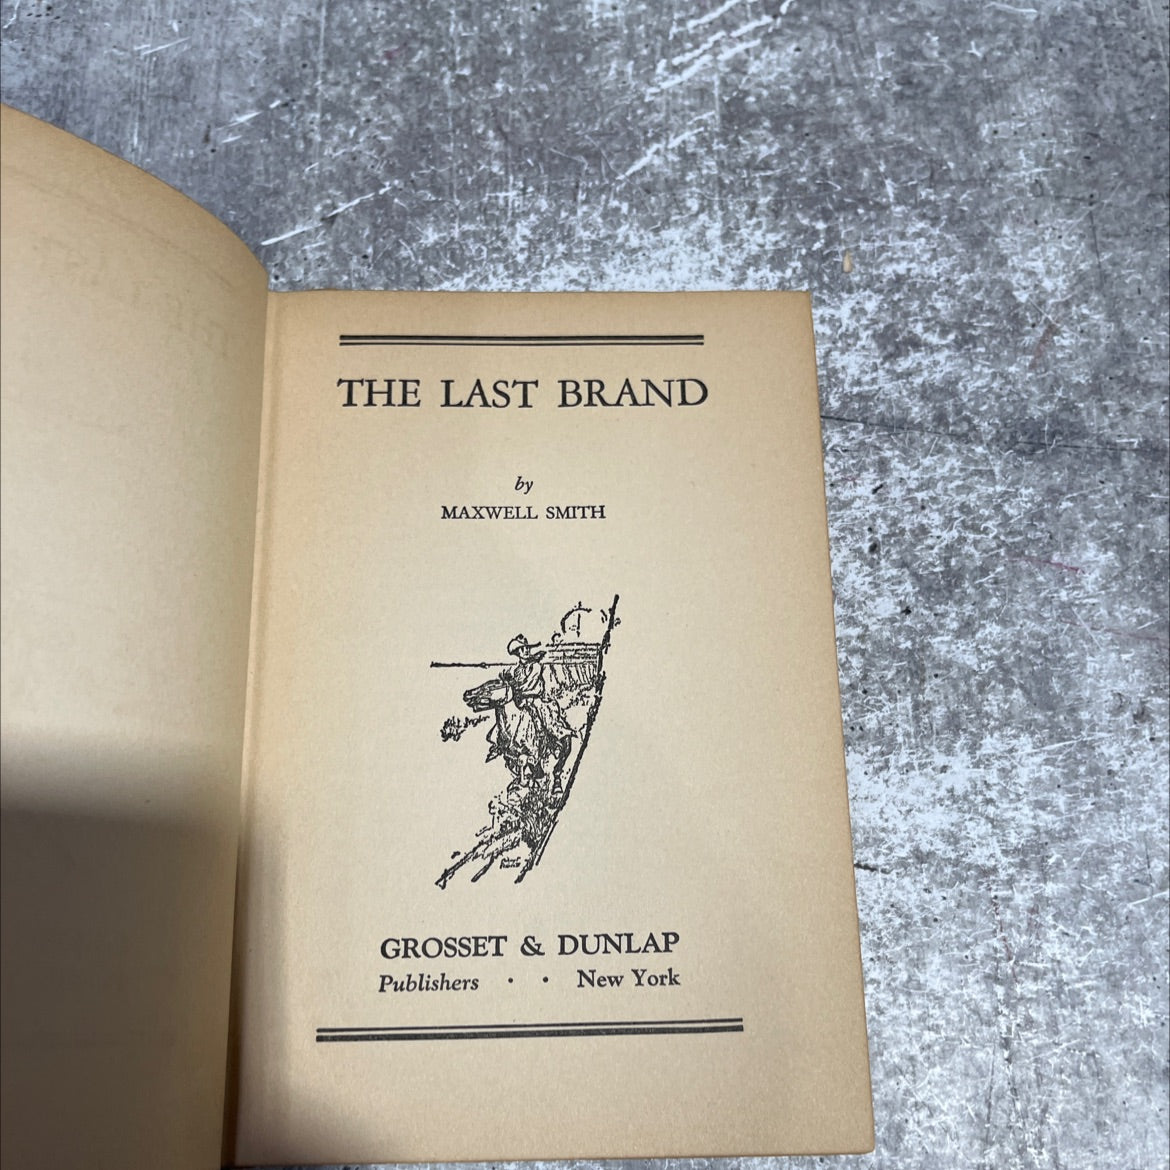 THE LAST BRAND
by
MAXWELL SMITH
GROSSET & DUNLAP
Publishers · · New York